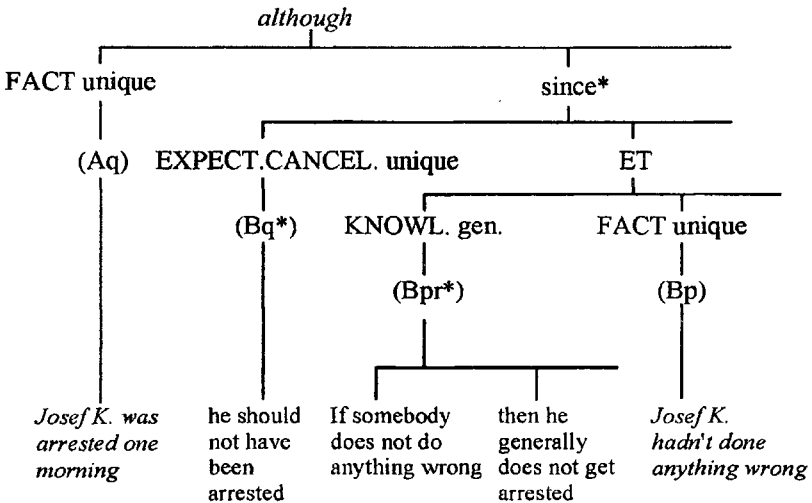 although
FACT unique
since*
(Aq) EXPECT.CANCEL. unique ET
(Bq*) KNOWL. gen. FACT unique
(Bpr*) (Bp)
Josef K. was
arrested one
morning
he should
not have
been
arrested
If somebody
does not do
anything wrong
then he
generally
does not get
arrested
Josef K.
hadn't done
anything wrong